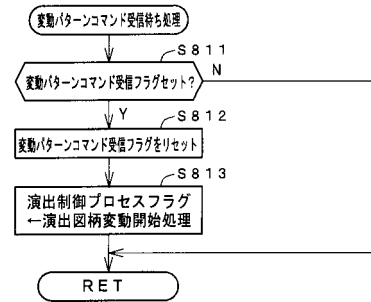 変動パターンコマンド受信待ち処理
S811
変動パターンコマンド受信フラグセット?
N
Y
S812
変動パターンコマンド受信フラグをリセット
S813
演出制御プロセスフラグ
←演出図柄変動開始処理
RET